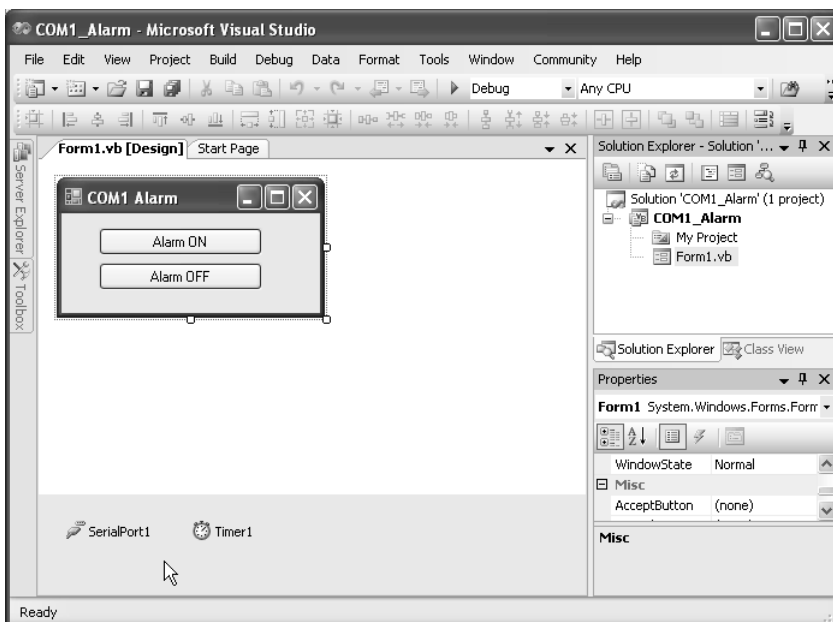 COM1_Alarm - Microsoft Visual Studio
File Edit View Project Build Debug Data Format Tools Window Community Help
Debug Any CPU
Form1.vb [Design] Start Page
Server Explorer
Toolbox
COM1 Alarm
Alarm ON
Alarm OFF
SerialPort1 Timer1
Solution Explorer - Solution '...
Solution 'COM1_Alarm' (1 project)
COM1_Alarm
My Project
Form1.vb
Solution Explorer Class View
Properties
Form1 System.Windows.Forms.Form
WindowState Normal
Misc
AcceptButton (none)
Misc
Ready